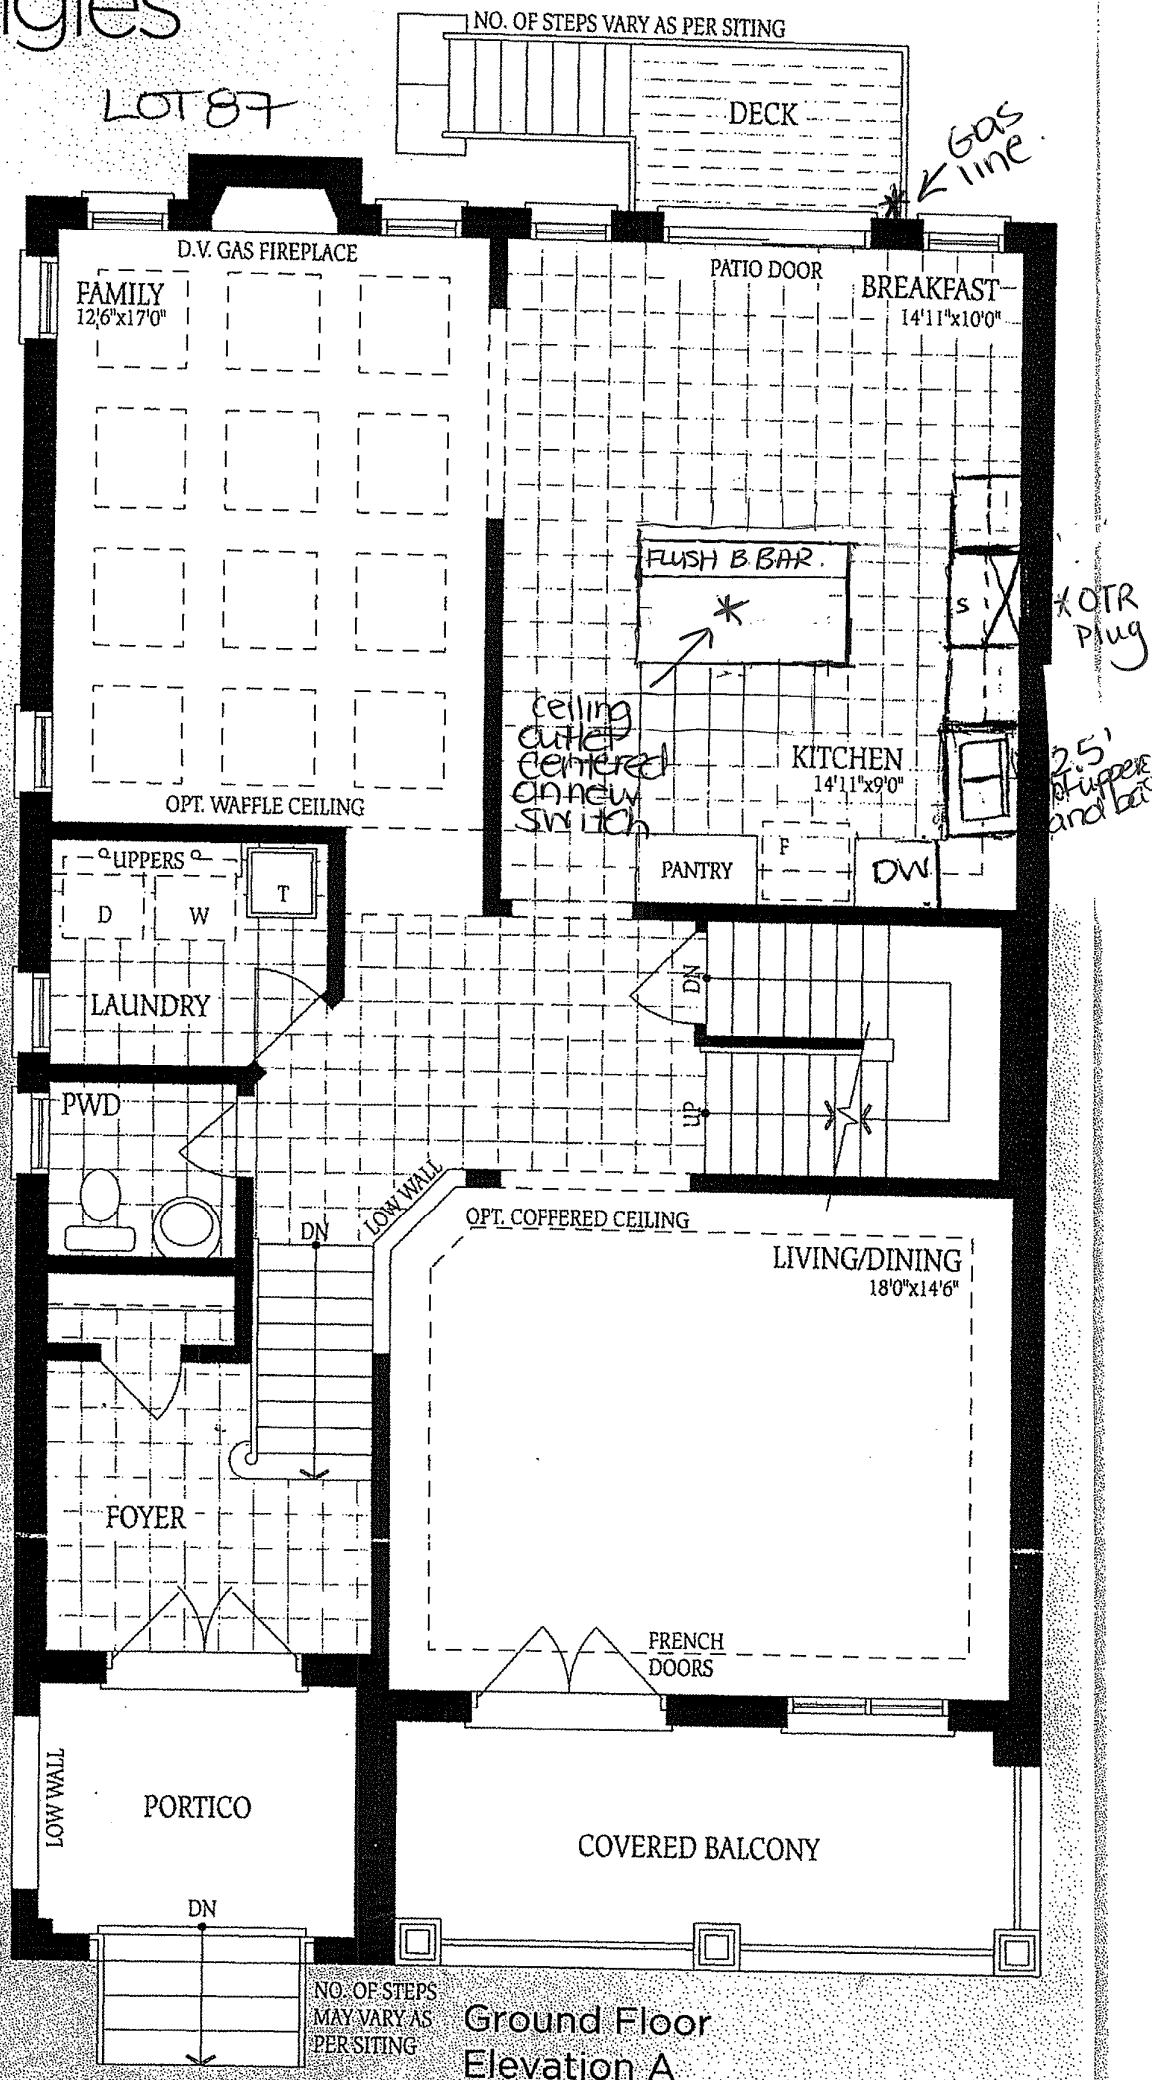 LOT 87
NO. OF STEPS VARY AS PER SITING
DECK
GAS
line.
D.V. GAS FIREPLACE
PATIO DOOR
FAMILY
12'6"x17'0"
BREAKFAST
14'11"x10'0"
FLUSH B.BAR.
S
* OTR
Plug
ceiling
outlet
centered
on new
switch
KITCHEN
14'11"x9'0"
2.5'
of uppers
and
OPT. WAFFLE CEILING
UPPERS
D
W
T
PANTRY
F
DW
LAUNDRY
DN
UP
PWD
LOW WALL
DN
OPT. COFFERED CEILING
LIVING/DINING
18'0"x14'6"
FOYER
FRENCH
DOORS
LOW WALL
PORTICO
COVERED BALCONY
DN
NO. OF STEPS
MAY VARY AS
PER SITING
Ground Floor
Elevation A